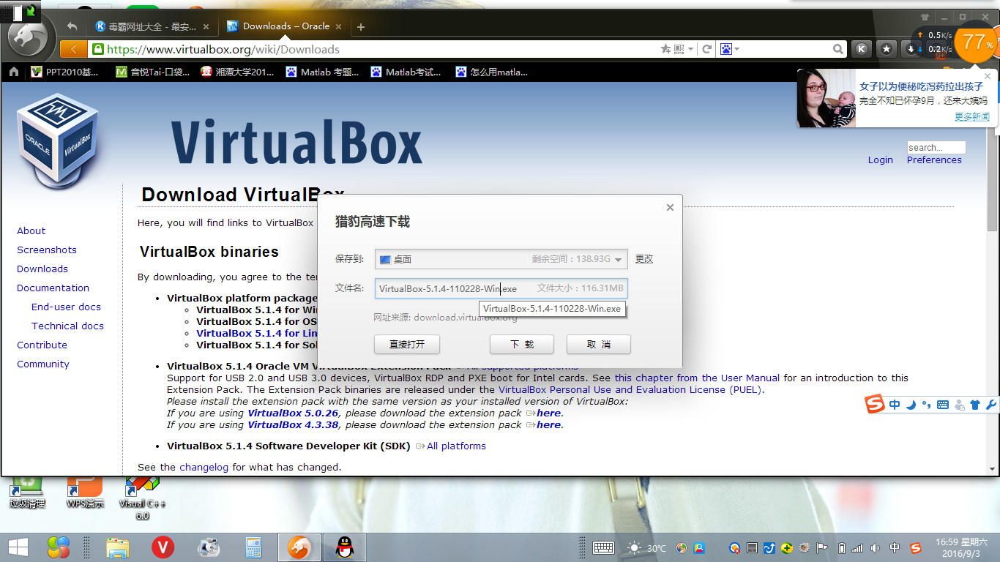 毒霸网址大全 - 最安...
Downloads – Oracle
https://www.virtualbox.org/wiki/Downloads
0.5K/s
0.2K/s
77%
PPT2010基...
音悦Tai-口袋...
湘潭大学201...
Matlab 考题...
Matlab考试...
怎么用matla...
女子以为便秘吃泻药拉出孩子
完全不知已怀孕9月，还来大姨妈
更多新闻
ORACLE
VM
VirtualBox
VirtualBox
search...
Login
Preferences
Download VirtualBox
Here, you will find links to VirtualBox
About
Screenshots
Downloads
Documentation
End-user docs
Technical docs
Contribute
Community
VirtualBox binaries
By downloading, you agree to the ter
VirtualBox platform package
VirtualBox 5.1.4 for Win
VirtualBox 5.1.4 for OS
VirtualBox 5.1.4 for Lin
VirtualBox 5.1.4 for Sol
猎豹高速下载
保存到:
桌面
剩余空间：138.93G
更改
文件名:
VirtualBox-5.1.4-110228-Win.exe
文件大小：116.31MB
VirtualBox-5.1.4-110228-Win.exe
网址来源: download.virtualbox.org
直接打开
下 载
取 消
VirtualBox 5.1.4 Oracle VM VirtualBox Extension Pack All supported platforms
Support for USB 2.0 and USB 3.0 devices, VirtualBox RDP and PXE boot for Intel cards. See this chapter from the User Manual for an introduction to this
Extension Pack. The Extension Pack binaries are released under the VirtualBox Personal Use and Evaluation License (PUEL).
Please install the extension pack with the same version as your installed version of VirtualBox:
If you are using VirtualBox 5.0.26, please download the extension pack here.
If you are using VirtualBox 4.3.38, please download the extension pack here.
VirtualBox 5.1.4 Software Developer Kit (SDK) All platforms
See the changelog for what has changed.
中
垃圾清理
WPS演示
Visual C++
6.0
30℃
中
16:59 星期六
2016/9/3